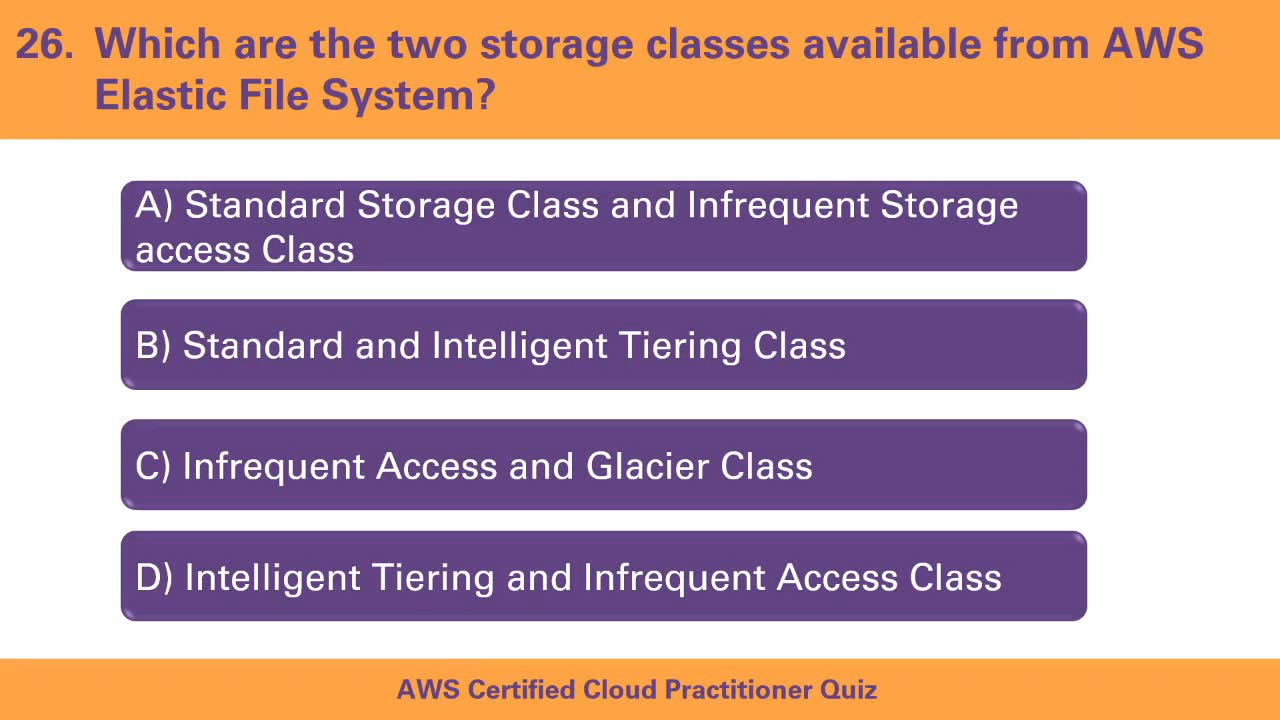 26. Which are the two storage classes available from AWS
Elastic File System?
A) Standard Storage Class and Infrequent Storage
access Class
B) Standard and Intelligent Tiering Class
C) Infrequent Access and Glacier Class
D) Intelligent Tiering and Infrequent Access Class
AWS Certified Cloud Practitioner Quiz